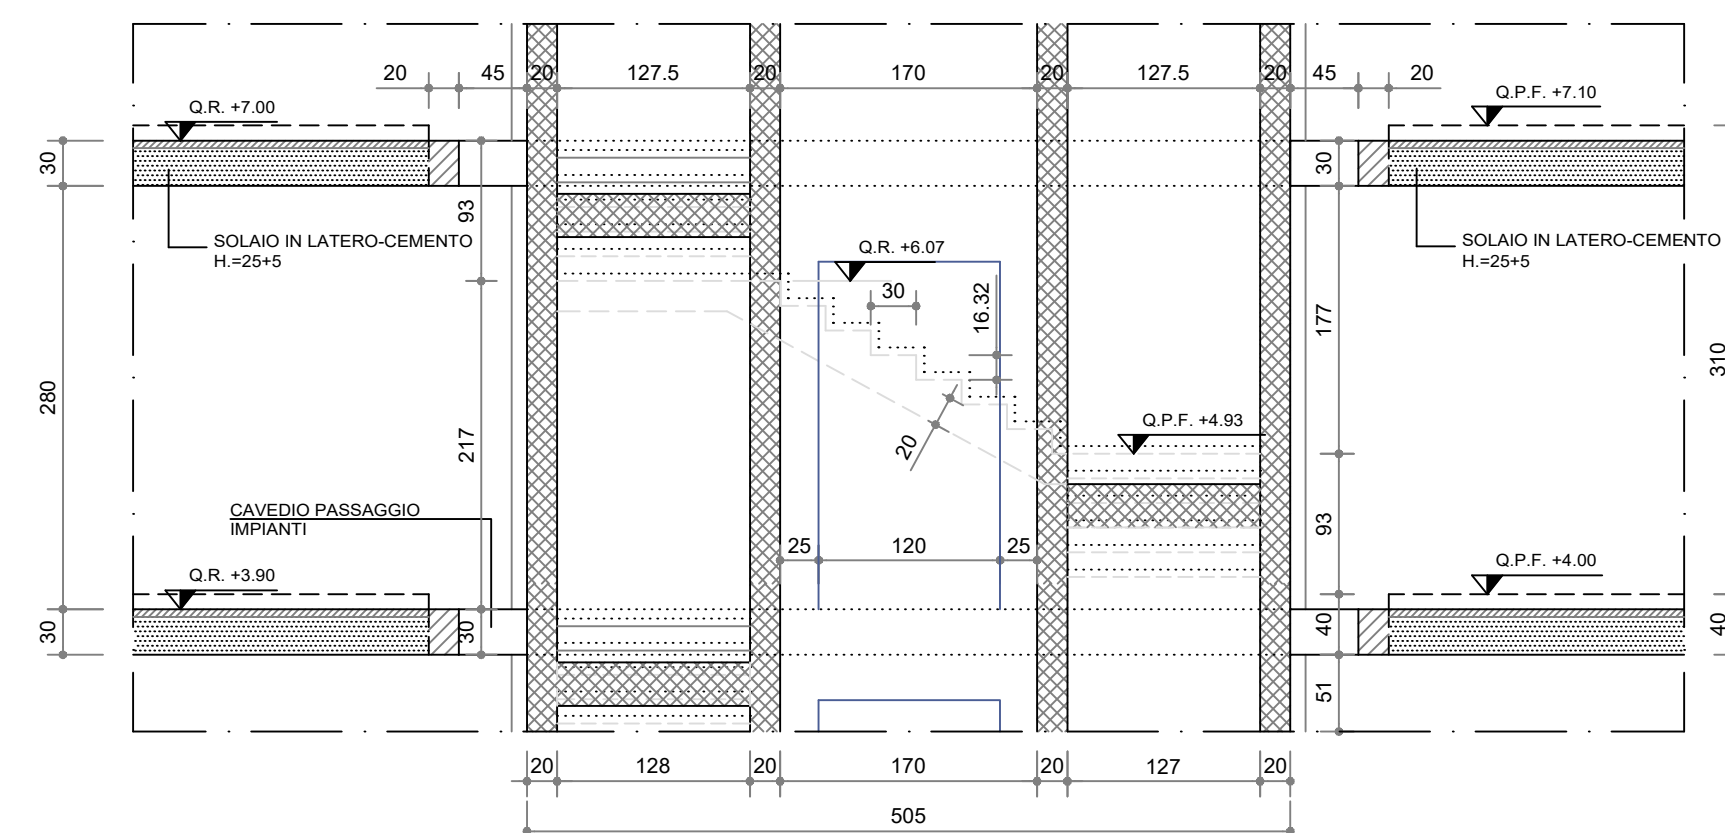 20 45 20 127.5 20 170 20 127.5 20 45 20
Q.R. +7.00
Q.P.F. +7.10
30
93
30
SOLAIO IN LATERO-CEMENTO
H.=25+5
SOLAIO IN LATERO-CEMENTO
H.=25+5
Q.R. +6.07
30
16.32
177
310
280
217
20
Q.P.F. +4.93
CAVEDIO PASSAGGIO
IMPIANTI
93
25 120 25
Q.R. +3.90
Q.P.F. +4.00
30
30
40
40
51
20 128 20 170 20 127 20
505